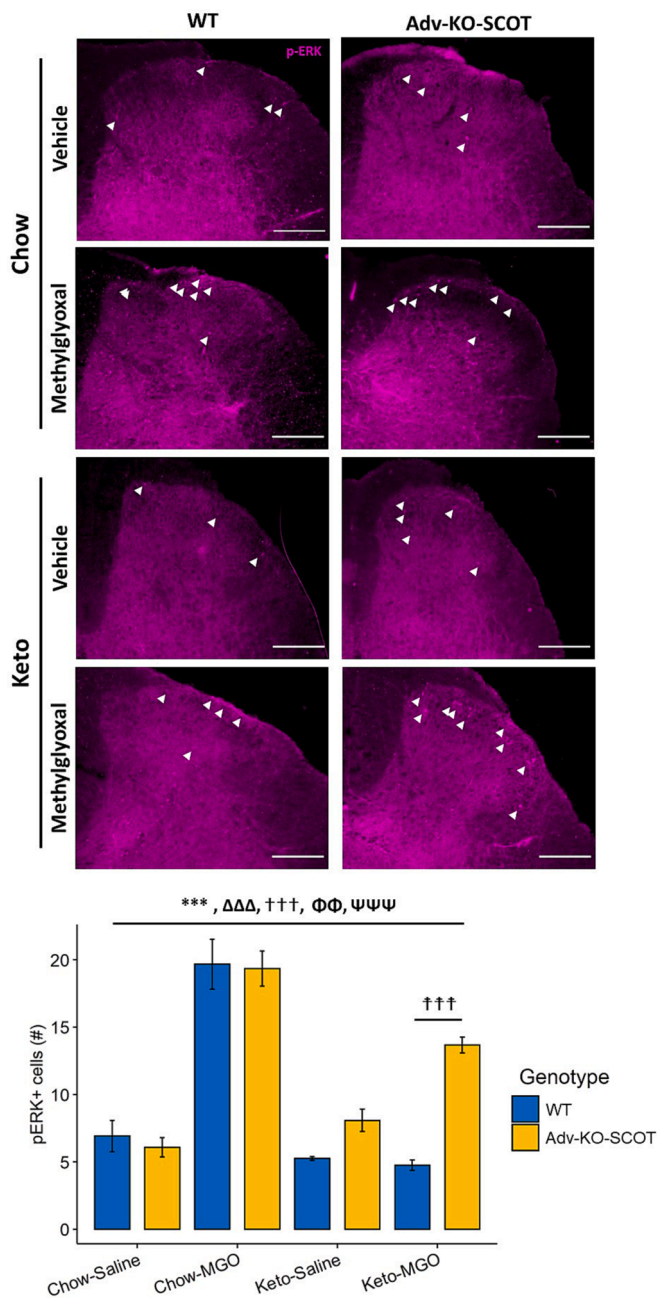 WT
Adv-KO-SCOT
p-ERK
Chow
Vehicle
Methylglyoxal
Keto
Vehicle
Methylglyoxal
*** , ΔΔΔ, †††, ΦΦ, ΨΨΨ
☨☨☨
pERK+ cells (#)
20
15
10
5
0
Chow-Saline
Chow-MGO
Keto-Saline
Keto-MGO
Genotype
WT
Adv-KO-SCOT